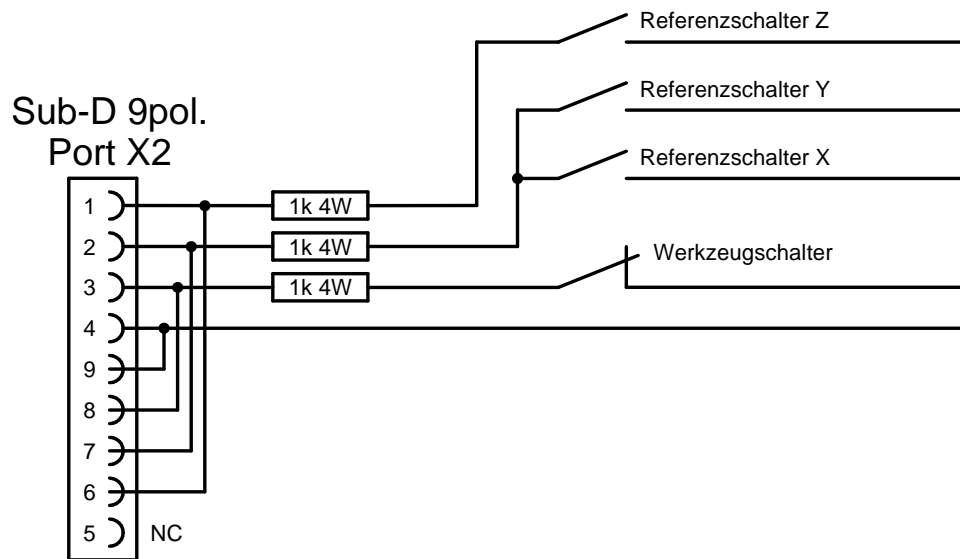 Referenzschalter Z
Referenzschalter Y
Sub-D 9pol.
Port X2
Referenzschalter X
1
1k 4W
2
1k 4W
Werkzeugschalter
3
1k 4W
4
9
8
7
6
5
NC